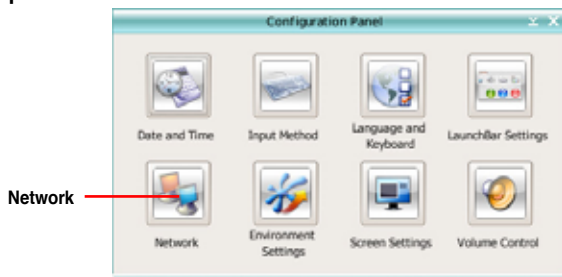 Configuration Panel
Date and Time
Input Method
Language and
Keyboard
LaunchBar Settings
Network
Network
Environment
Settings
Screen Settings
Volume Control